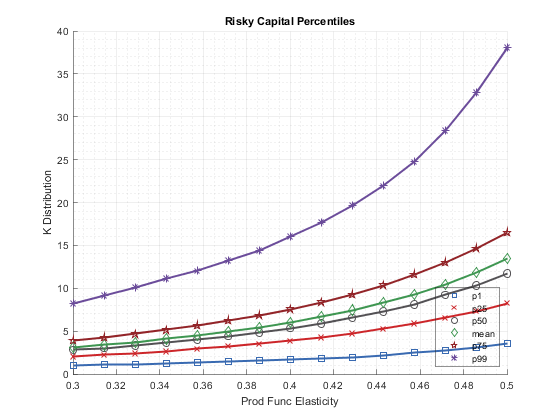 Risky Capital Percentiles
K Distribution
40
35
30
25
20
15
10
5
0
0.3 0.32 0.34 0.36 0.38 0.4 0.42 0.44 0.46 0.48 0.5
Prod Func Elasticity
p1
p25
p50
mean
p75
p99